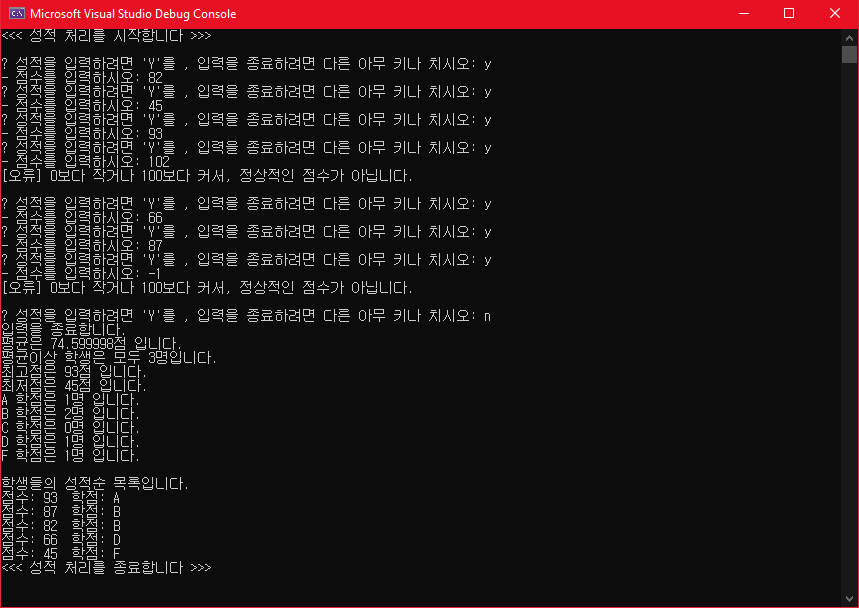 Microsoft Visual Studio Debug Console
<<< 성적 처리를 시작합니다 >>>
? 성적을 입력하려면 'Y'를 , 입력을 종료하려면 다른 아무 키나 치시오: y
- 점수를 입력하시오: 82
? 성적을 입력하려면 'Y'를 , 입력을 종료하려면 다른 아무 키나 치시오: y
- 점수를 입력하시오: 45
? 성적을 입력하려면 'Y'를 , 입력을 종료하려면 다른 아무 키나 치시오: y
- 점수를 입력하시오: 93
? 성적을 입력하려면 'Y'를 , 입력을 종료하려면 다른 아무 키나 치시오: y
- 점수를 입력하시오: 102
[오류] 0보다 작거나 100보다 커서, 정상적인 점수가 아닙니다.
? 성적을 입력하려면 'Y'를 , 입력을 종료하려면 다른 아무 키나 치시오: y
- 점수를 입력하시오: 66
? 성적을 입력하려면 'Y'를 , 입력을 종료하려면 다른 아무 키나 치시오: y
- 점수를 입력하시오: 87
? 성적을 입력하려면 'Y'를 , 입력을 종료하려면 다른 아무 키나 치시오: y
- 점수를 입력하시오: -1
[오류] 0보다 작거나 100보다 커서, 정상적인 점수가 아닙니다.
? 성적을 입력하려면 'Y'를 , 입력을 종료하려면 다른 아무 키나 치시오: n
입력을 종료합니다.
평균은 74.599998점 입니다.
평균이상 학생은 모두 3명입니다.
최고점은 93점 입니다.
최저점은 45점 입니다.
A 학점은 1명 입니다.
B 학점은 2명 입니다.
C 학점은 0명 입니다.
D 학점은 1명 입니다.
F 학점은 1명 입니다.
학생들의 성적순 목록입니다.
점수: 93 학점: A
점수: 87 학점: B
점수: 82 학점: B
점수: 66 학점: D
점수: 45 학점: F
<<< 성적 처리를 종료합니다 >>>